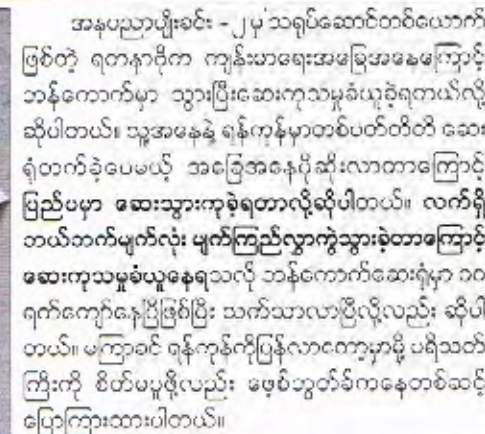 အနုပညာပျိုးခင်း - ၂ မှ သရုပ်ဆောင်တစ်ယောက်
ဖြစ်တဲ့ ရတနာဗိုက ကျန်းမာရေးအခြေအနေကြောင့်
ဘန်ကောက်မှာ သွားပြီးဆေးကုသမှုခံယူခဲ့ရကယ်လို့
ဆိုပါတယ်။ သူ့အနေနဲ့ ရန်ကုန်မှာတစ်ပတ်တိတိ ဆေး
ရုံတက်ခဲ့ပေမယ့် အခြေအနေပိုဆိုးလာတာကြောင့်
ပြည်ပမှာ ဆေးသွားကုခဲ့ရတာလို့ဆိုပါတယ်။ လက်ရှိ
ဘယ်ဘက်မျက်လုံး မျက်ကြည်လွှာကွဲသွားခဲ့တာကြောင့်
ဆေးကုသမှုခံယူနေရသလို ဘန်ကောက်ဆေးရုံမှာ ၁၀
ရက်ကျော်နေပြီဖြစ်ပြီး သက်သာလာပြီလို့လည်း ဆိုပါ
တယ်။ မကြာခင် ရန်ကုန်ကိုပြန်လာတော့မှာမို့ ပရိသတ်
ကြီးကို စိတ်မပူဖို့လည်း ဖေ့စ်ဘွတ်ခ်ကနေတစ်ဆင့်
ပြောကြားထားပါတယ်။